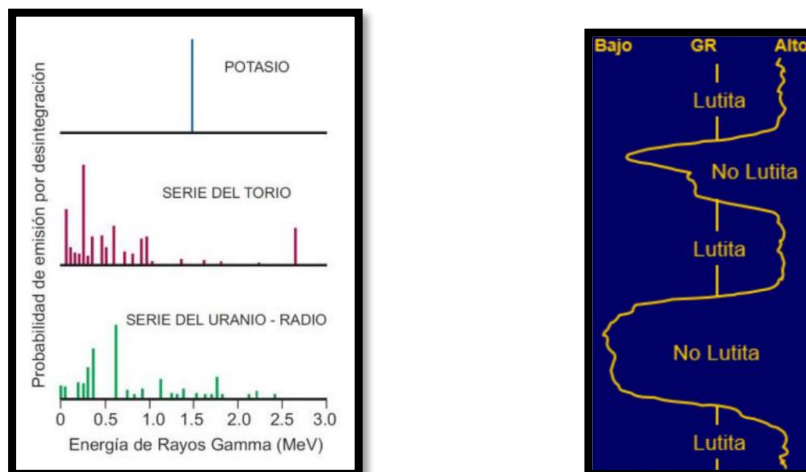 Probabilidad de emisión por desintegración
POTASIO
SERIE DEL TORIO
SERIE DEL URANIO - RADIO
0 0.5 1.0 1.5 2.0 2.5 3.0
Energía de Rayos Gamma (MeV)
Bajo GR Alto
Lutita
No Lutita
Lutita
No Lutita
Lutita